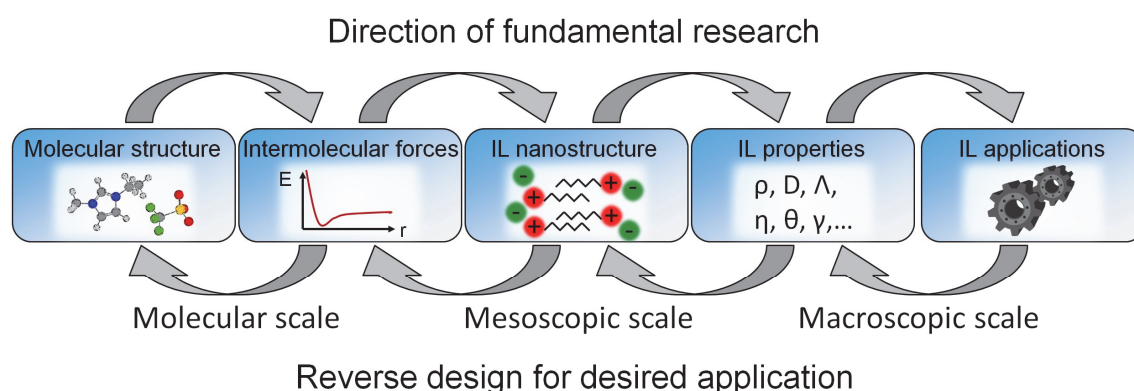 Direction of fundamental research
Molecular structure
Intermolecular forces
IL nanostructure
IL properties
IL applications
E
r
- + + -
- +
- + + -
ρ, D, Λ,
η, θ, γ,...
Molecular scale
Mesoscopic scale
Macroscopic scale
Reverse design for desired application